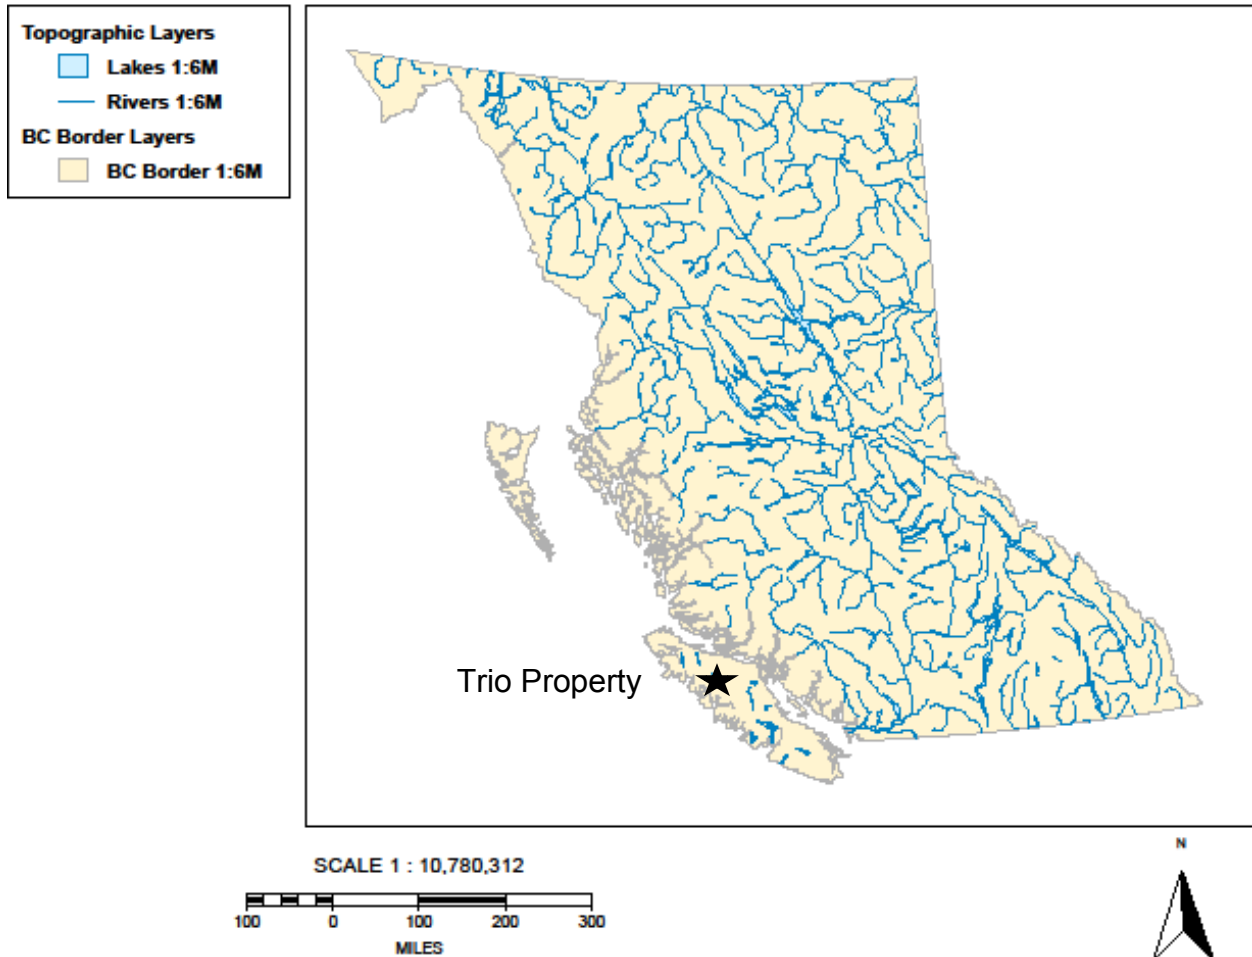 Topographic Layers
Lakes 1:6M
Rivers 1:6M
BC Border Layers
BC Border 1:6M
Trio Property
SCALE 1 : 10,780,312
100 0 100 200 300
MILES
N